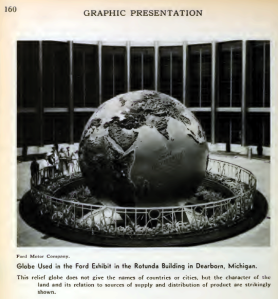 160
GRAPHIC PRESENTATION
Ford Motor Company.
Globe Used in the Ford Exhibit in the Rotunda Building in Dearborn, Michigan.
This relief globe does not give the names of countries or cities, but the character of the
land and its relation to sources of supply and distribution of product are strikingly
shown.